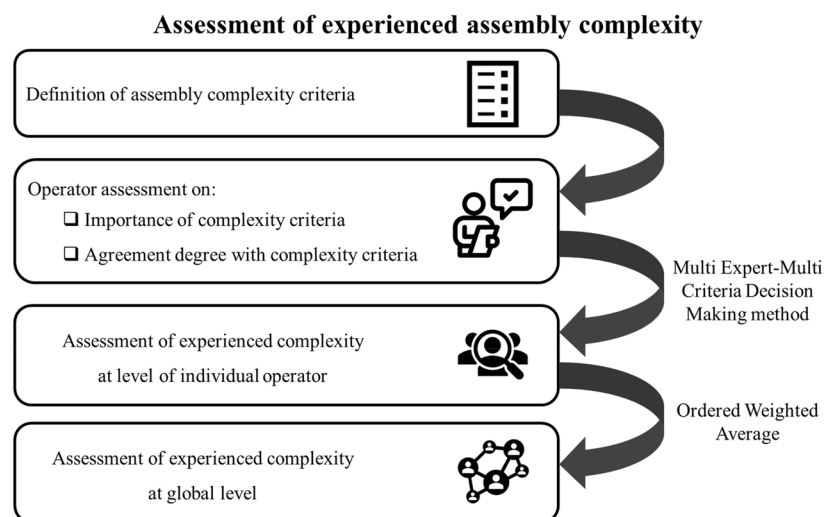 Assessment of experienced assembly complexity
Definition of assembly complexity criteria
Operator assessment on:
❑ Importance of complexity criteria
❑ Agreement degree with complexity criteria
Multi Expert-Multi
Criteria Decision
Making method
Assessment of experienced complexity
at level of individual operator
Ordered Weighted
Average
Assessment of experienced complexity
at global level